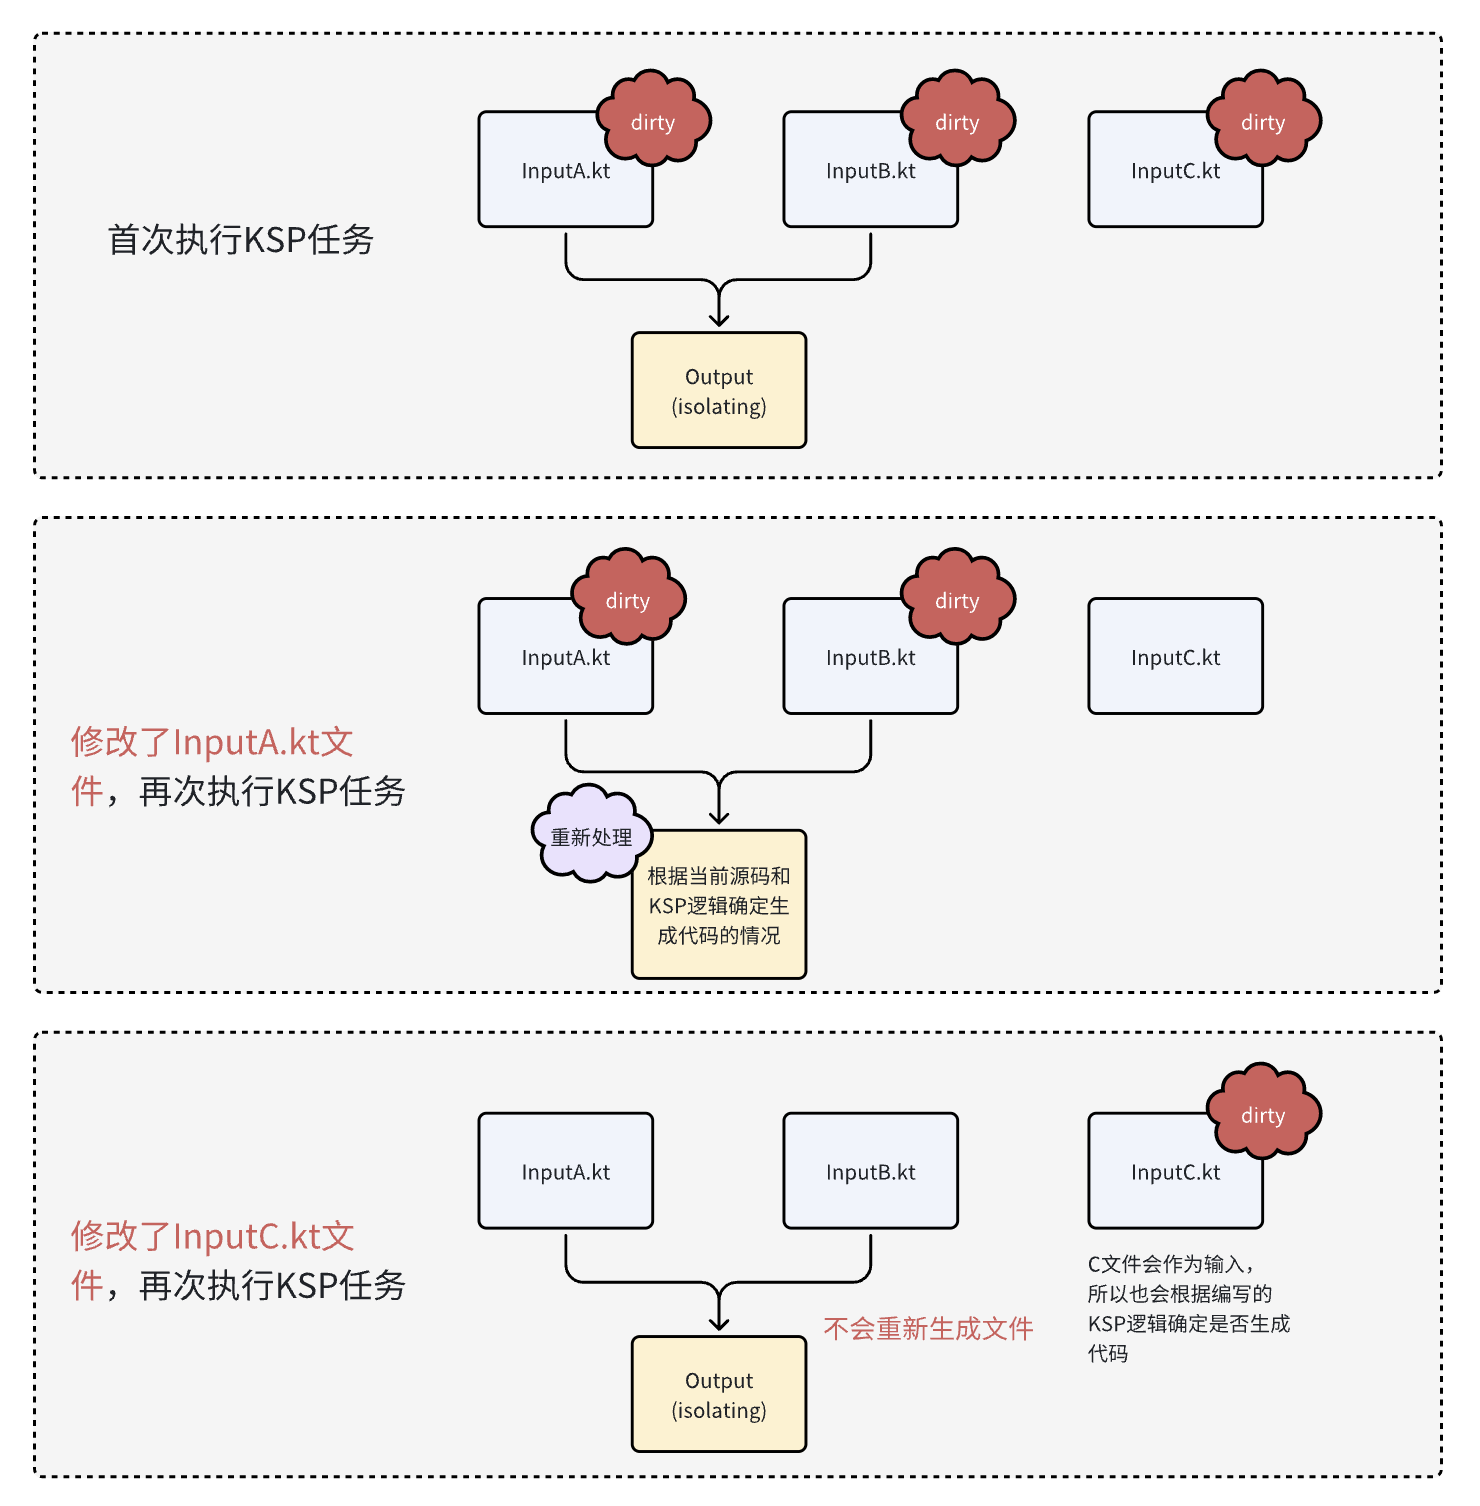 dirty
dirty
dirty
InputA.kt
InputB.kt
InputC.kt
首次执行KSP任务
Output
(isolating)
dirty
dirty
InputA.kt
InputB.kt
InputC.kt
修改了InputA.kt文
件，再次执行KSP任务
重新处理
根据当前源码和
KSP逻辑确定生
成代码的情况
dirty
InputA.kt
InputB.kt
InputC.kt
修改了InputC.kt文
件，再次执行KSP任务
C文件会作为输入，
所以也会根据编写的
KSP逻辑确定是否生成
代码
不会重新生成文件
Output
(isolating)